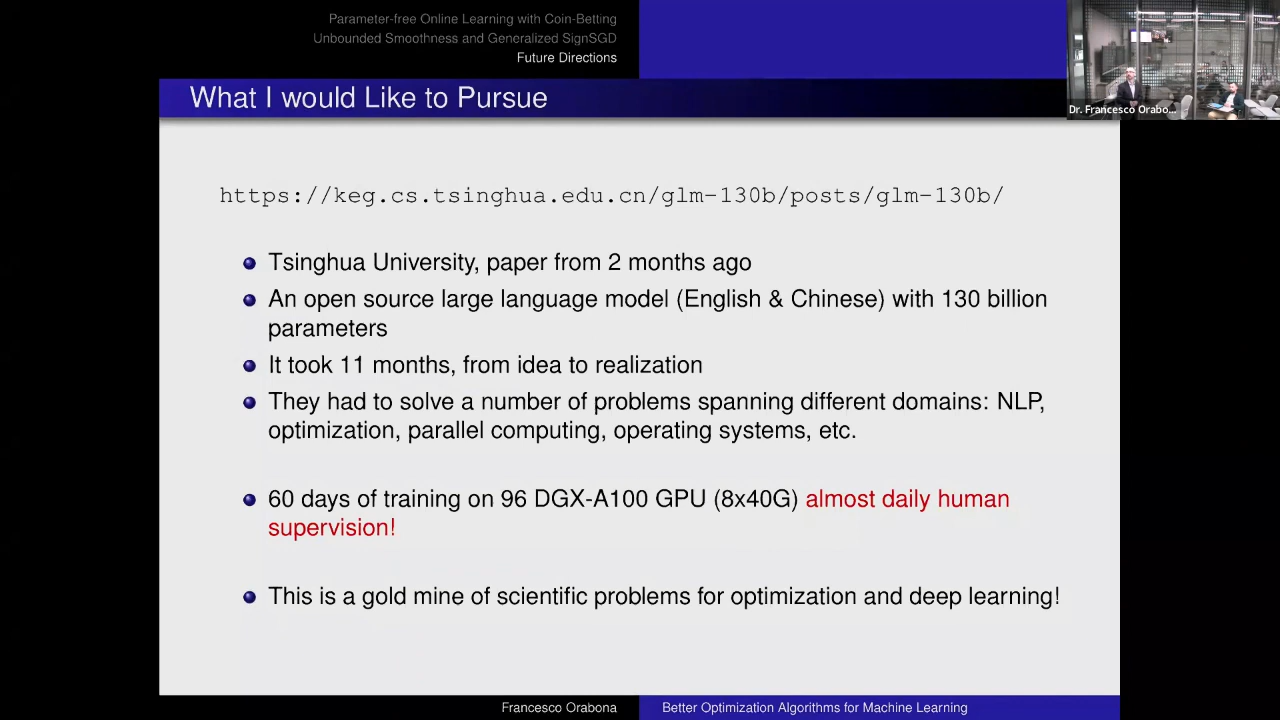 Parameter-free Online Learning with Coin-Betting
Unbounded Smoothness and Generalized SignSGD
Future Directions
Dr. Francesco Orabo...
What I would Like to Pursue
https://keg.cs.tsinghua.edu.cn/glm-130b/posts/glm-130b/
Tsinghua University, paper from 2 months ago
An open source large language model (English & Chinese) with 130 billion
parameters
It took 11 months, from idea to realization
They had to solve a number of problems spanning different domains: NLP,
optimization, parallel computing, operating systems, etc.
60 days of training on 96 DGX-A100 GPU (8x40G) almost daily human
supervision!
This is a gold mine of scientific problems for optimization and deep learning!
Francesco Orabona
Better Optimization Algorithms for Machine Learning